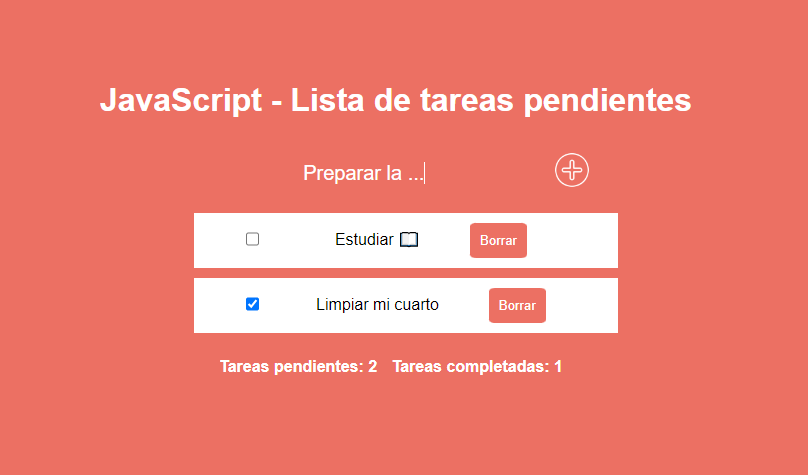 JavaScript - Lista de tareas pendientes
Preparar la ...
Estudiar 📖 Borrar
Limpiar mi cuarto Borrar
Tareas pendientes: 2 Tareas completadas: 1